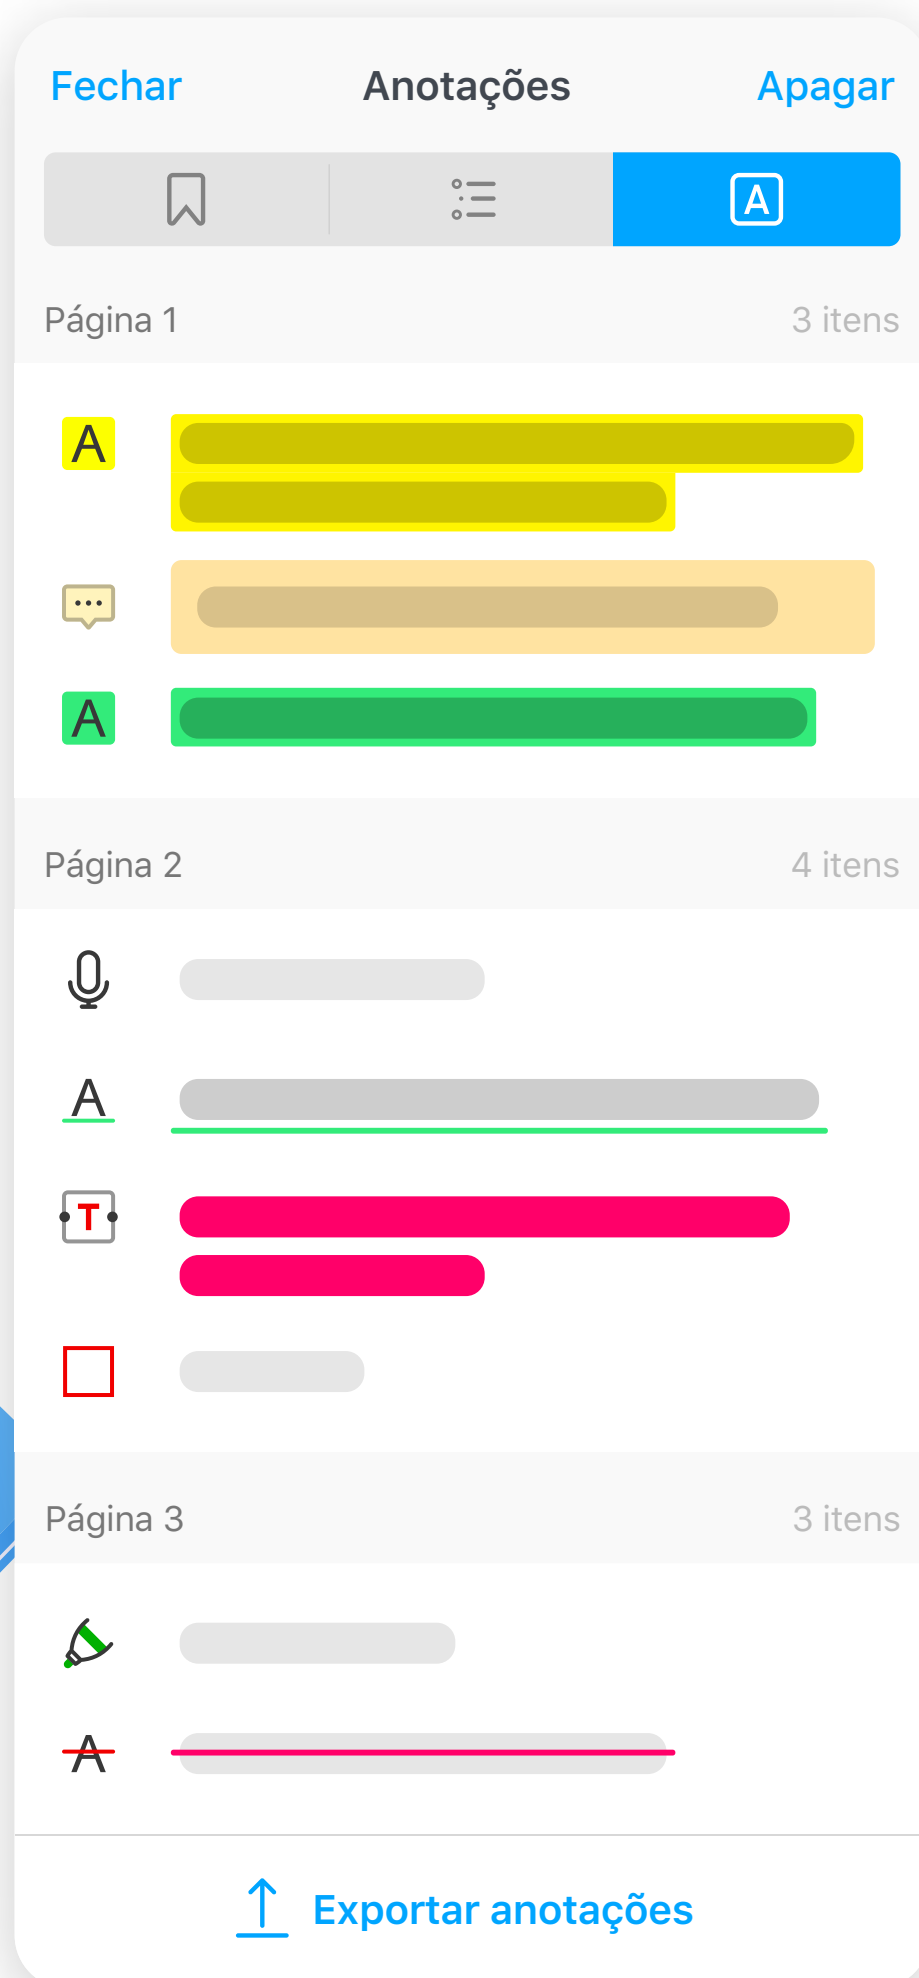 Fechar Anotações Apagar
A
Página 1 3 itens
A
A
Página 2 4 itens
A
T
Página 3 3 itens
A
Exportar anotações